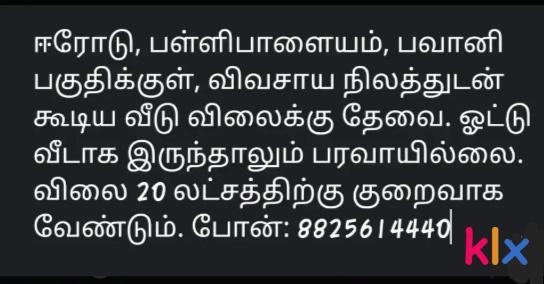 ஈரோடு, பள்ளிபாளையம், பவானி
பகுதிக்குள், விவசாய நிலத்துடன்
கூடிய வீடு விலைக்கு தேவை. ஓட்டு
வீடாக இருந்தாலும் பரவாயில்லை.
விலை 20 லட்சத்திற்கு குறைவாக
வேண்டும். போன்: 8825614440
klx